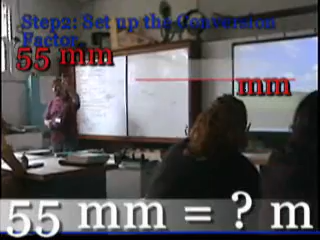 Step2: Set up the Conversion
Factor
55 mm
mm
55 mm = ? m